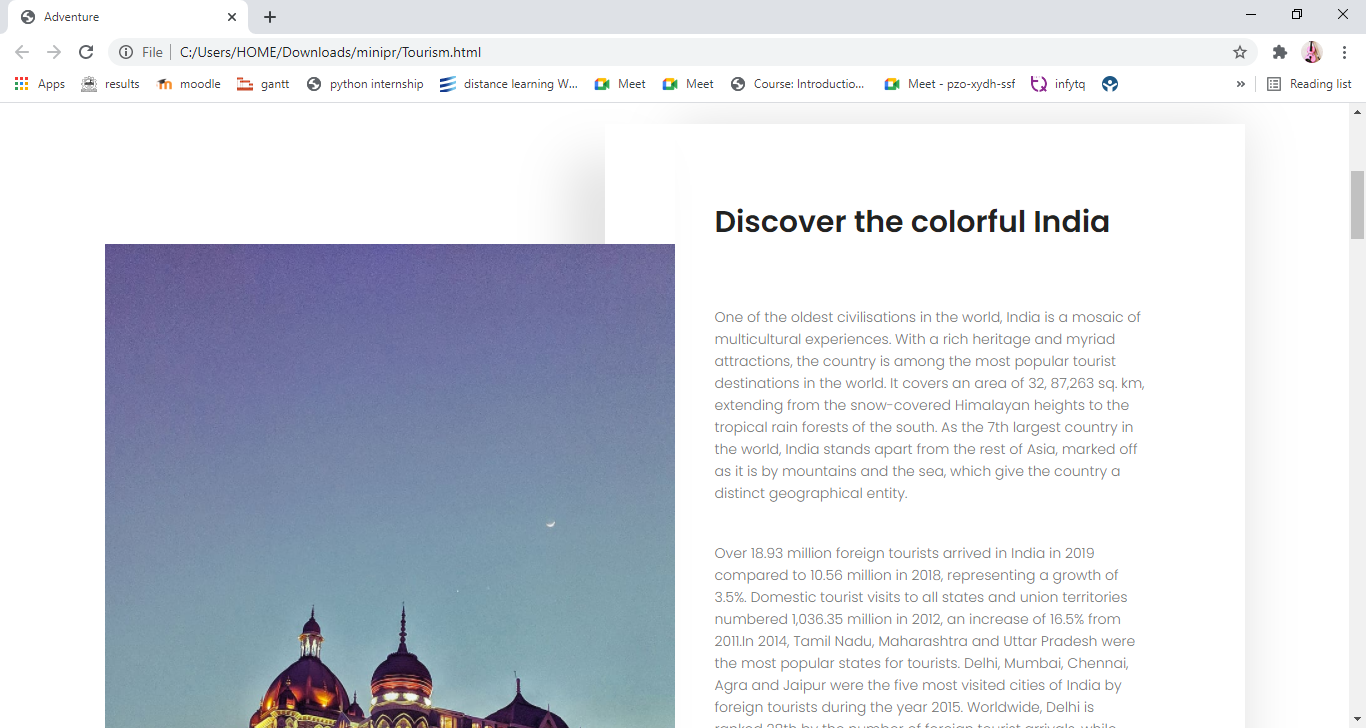 Adventure
File
C:/Users/HOME/Downloads/minipr/Tourism.html
Apps
results
moodle
gantt
python internship
distance learning W...
Meet
Meet
Course: Introductio...
Meet - pzo-xydh-ssf
infytq
»
Reading list
Discover the colorful India
One of the oldest civilisations in the world, India is a mosaic of
multicultural experiences. With a rich heritage and myriad
attractions, the country is among the most popular tourist
destinations in the world. It covers an area of 32, 87,263 sq. km,
extending from the snow-covered Himalayan heights to the
tropical rain forests of the south. As the 7th largest country in
the world, India stands apart from the rest of Asia, marked off
as it is by mountains and the sea, which give the country a
distinct geographical entity.
Over 18.93 million foreign tourists arrived in India in 2019
compared to 10.56 million in 2018, representing a growth of
3.5%. Domestic tourist visits to all states and union territories
numbered 1,036.35 million in 2012, an increase of 16.5% from
2011.In 2014, Tamil Nadu, Maharashtra and Uttar Pradesh were
the most popular states for tourists. Delhi, Mumbai, Chennai,
Agra and Jaipur were the five most visited cities of India by
foreign tourists during the year 2015. Worldwide, Delhi is
ranked 28th by the number of foreign tourist arrivals, while